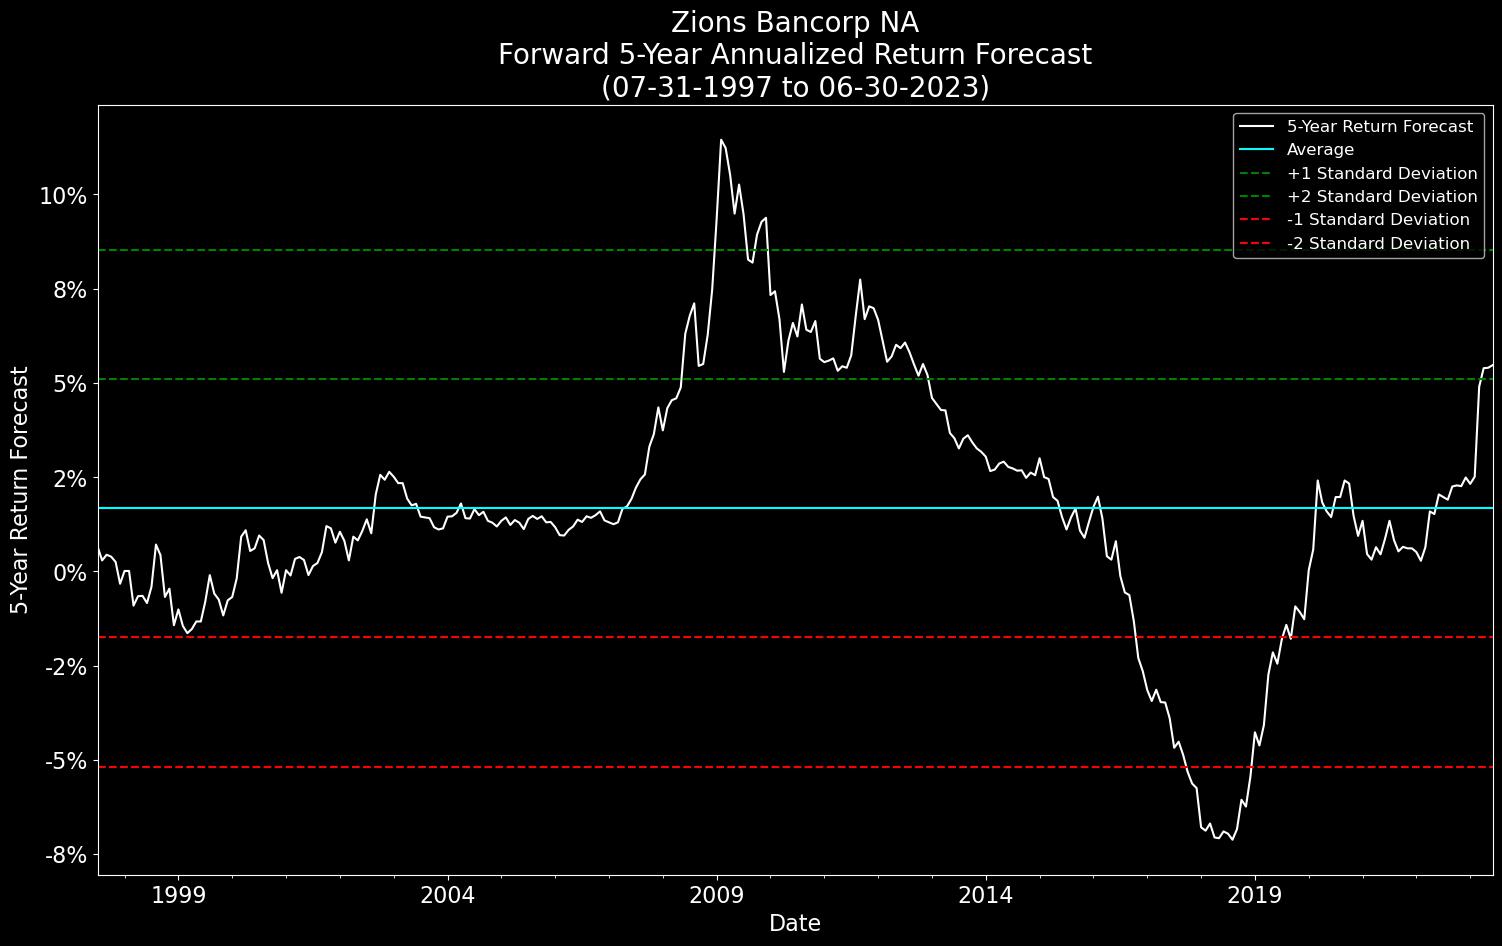 Zions Bancorp NA
Forward 5-Year Annualized Return Forecast
(07-31-1997 to 06-30-2023)
5-Year Return Forecast
Average
+1 Standard Deviation
+2 Standard Deviation
-1 Standard Deviation
-2 Standard Deviation
10%
8%
5%
2%
0%
-2%
-5%
-8%
5-Year Return Forecast
1999
2004
2009
2014
2019
Date